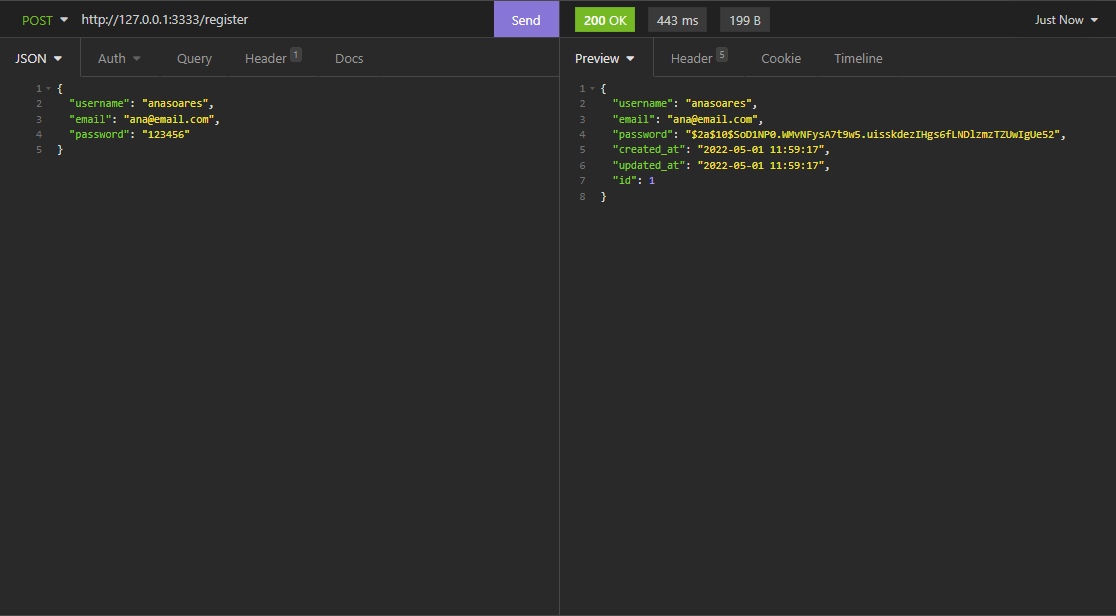 POST http://127.0.0.1:3333/register Send 200 OK 443 ms 199 B Just Now
JSON Auth Query Header 1 Docs Preview Header 5 Cookie Timeline
1 {
2 "username": "anasoares",
3 "email": "ana@email.com",
4 "password": "123456"
5 }
1 {
2 "username": "anasoares",
3 "email": "ana@email.com",
4 "password": "$2a$10$SoD1NP0.WMvNFysA7t9w5.uisskdezIHgs6fLNDlzmzTZUwIgUe52",
5 "created_at": "2022-05-01 11:59:17",
6 "updated_at": "2022-05-01 11:59:17",
7 "id": 1
8 }